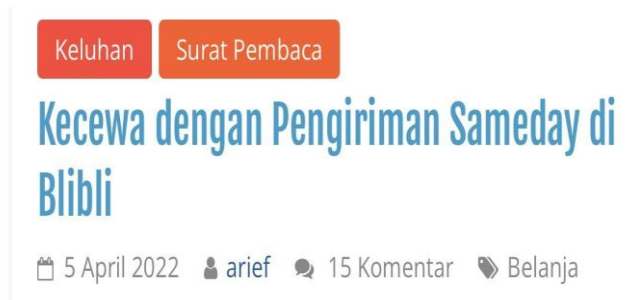 Keluhan Surat Pembaca
Kecewa dengan Pengiriman Sameday di
Blibli
5 April 2022 arief 15 Komentar Belanja